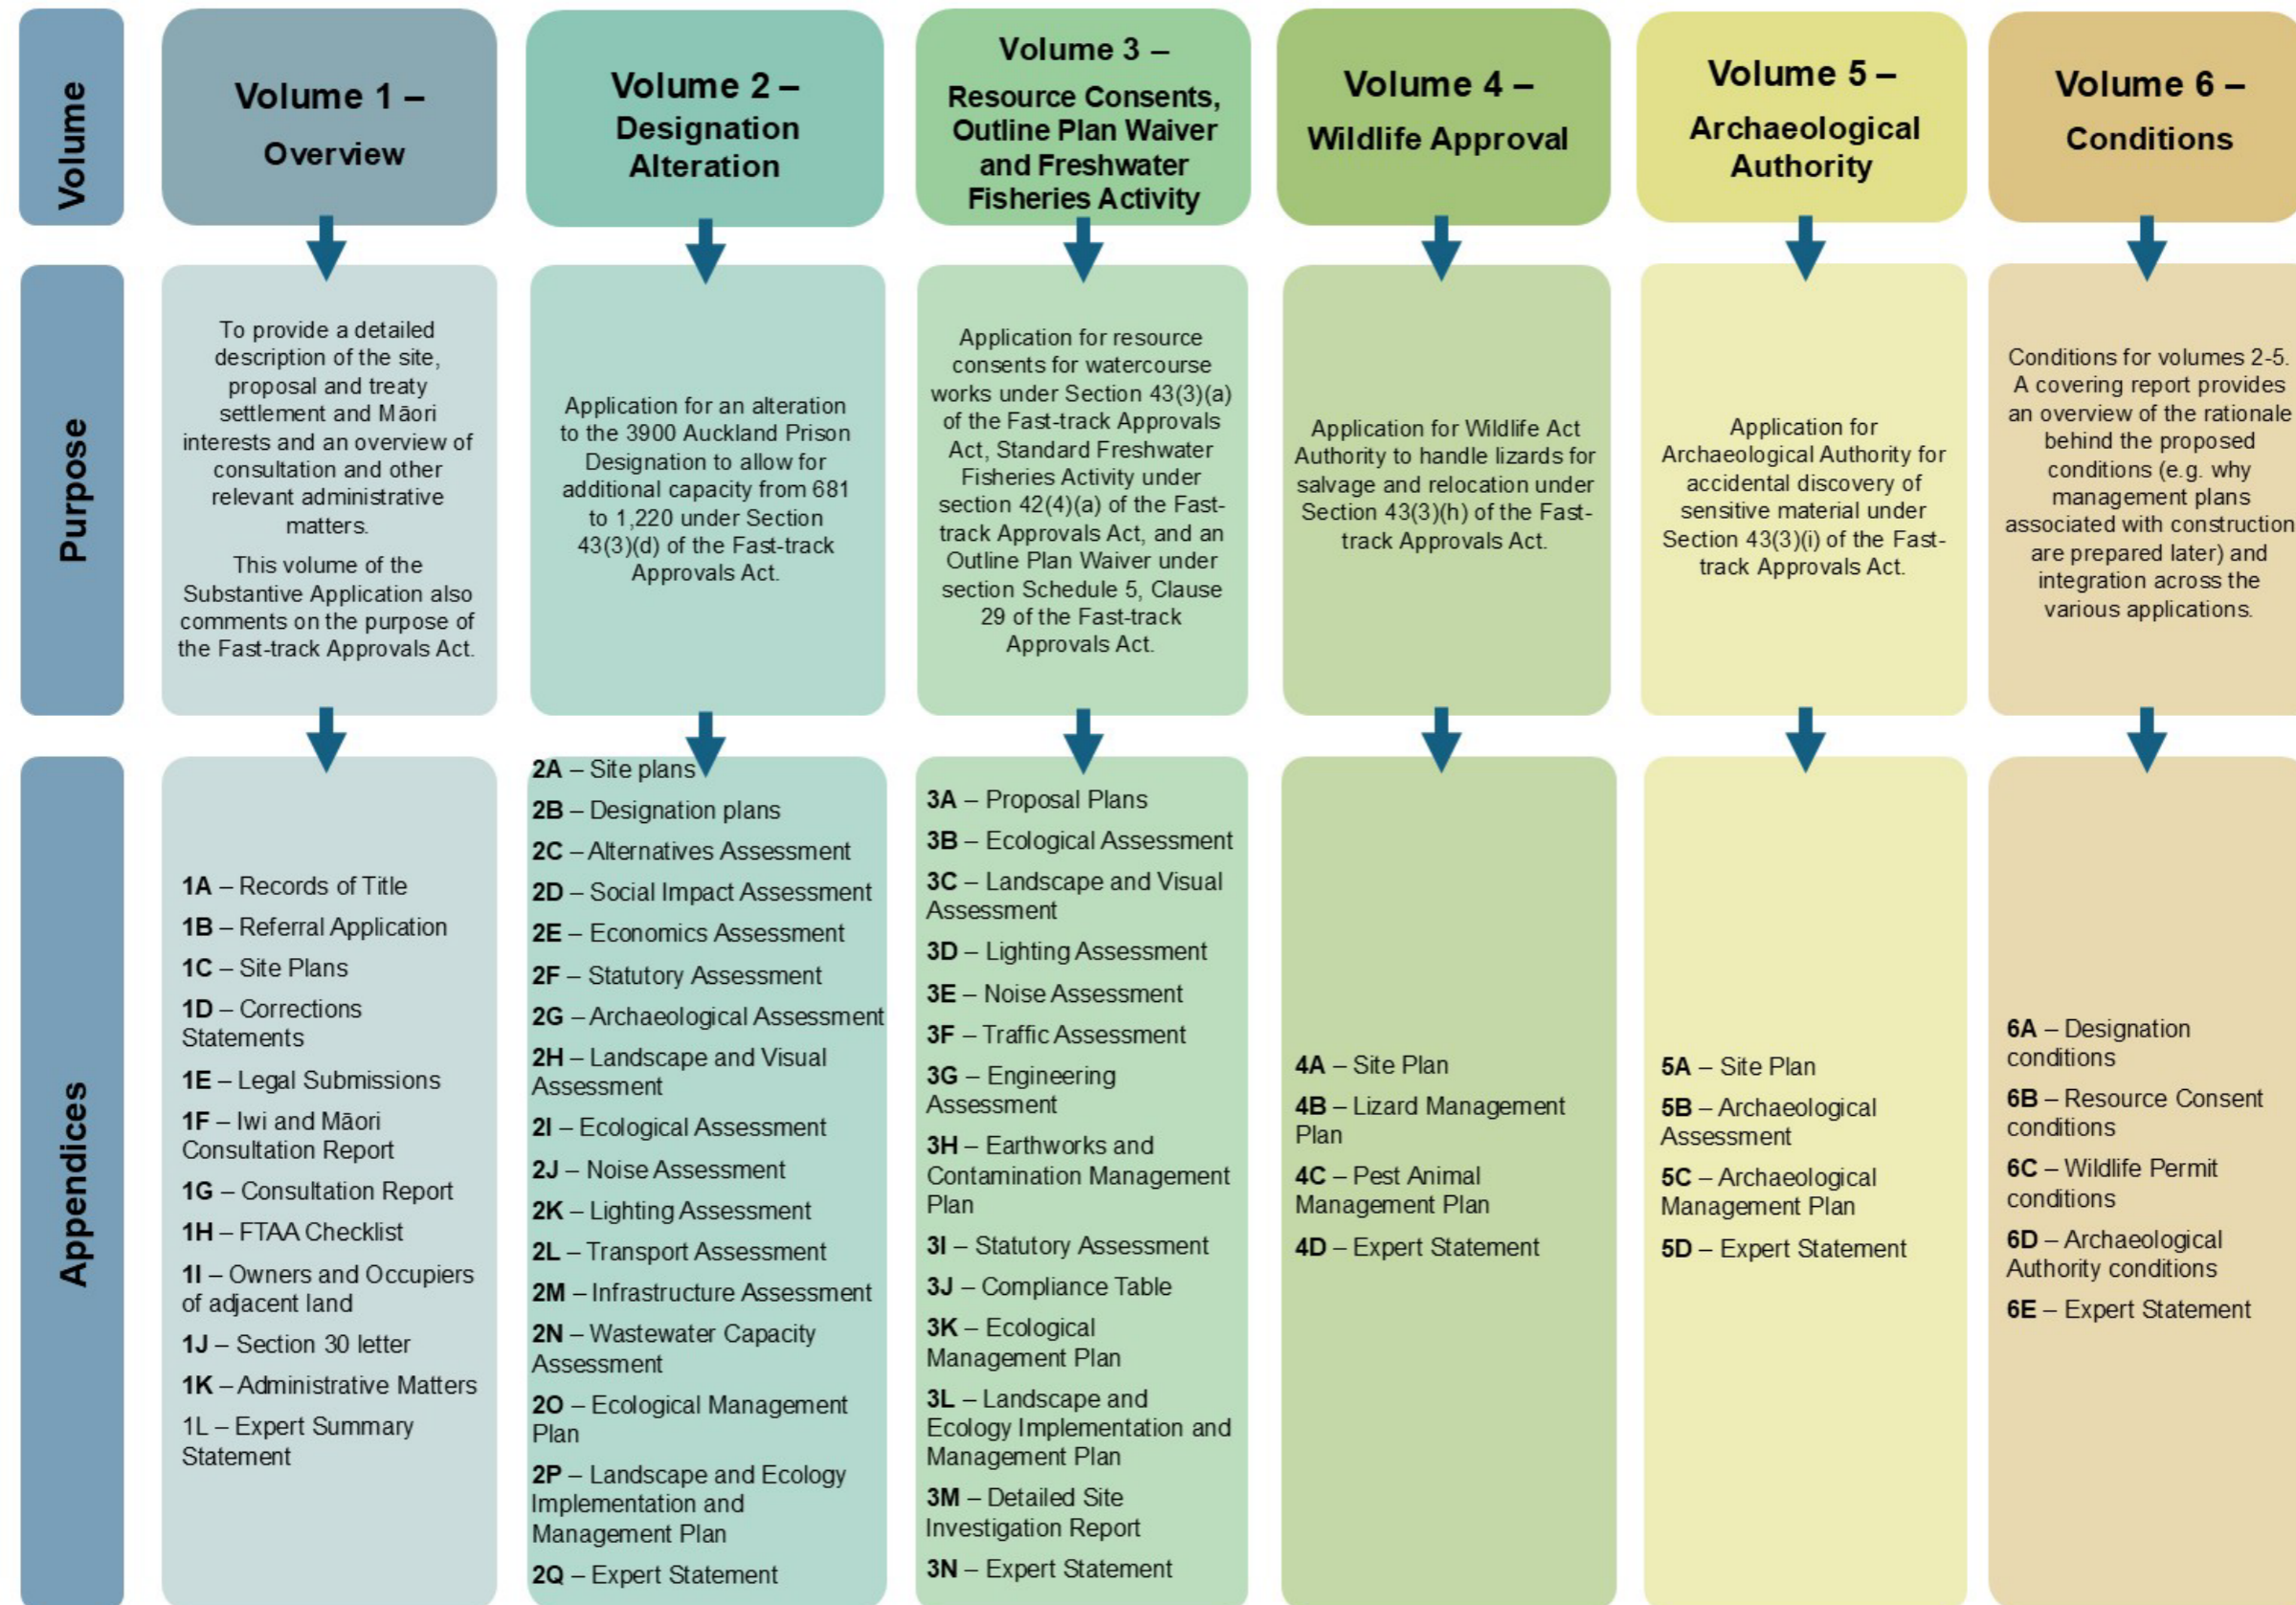 Volume
Volume 1 –
Overview
Volume 2 –
Designation
Alteration
Volume 3 –
Resource Consents,
Outline Plan Waiver
and Freshwater
Fisheries Activity
Volume 4 –
Wildlife Approval
Volume 5 –
Archaeological
Authority
Volume 6 –
Conditions
Purpose
To provide a detailed
description of the site,
proposal and treaty
settlement and Māori
interests and an overview of
consultation and other
relevant administrative
matters.
This volume of the
Substantive Application also
comments on the purpose of
the Fast-track Approvals Act.
Application for an alteration
to the 3900 Auckland Prison
Designation to allow for
additional capacity from 681
to 1,220 under Section
43(3)(d) of the Fast-track
Approvals Act.
Application for resource
consents for watercourse
works under Section 43(3)(a)
of the Fast-track Approvals
Act, Standard Freshwater
Fisheries Activity under
section 42(4)(a) of the Fast-
track Approvals Act, and an
Outline Plan Waiver under
section Schedule 5, Clause
29 of the Fast-track
Approvals Act.
Application for Wildlife Act
Authority to handle lizards for
salvage and relocation under
Section 43(3)(h) of the Fast-
track Approvals Act.
Application for
Archaeological Authority for
accidental discovery of
sensitive material under
Section 43(3)(i) of the Fast-
track Approvals Act.
Conditions for volumes 2-5.
A covering report provides
an overview of the rationale
behind the proposed
conditions (e.g. why
management plans
associated with construction
are prepared later) and
integration across the
various applications.
Appendices
1A – Records of Title
1B – Referral Application
1C – Site Plans
1D – Corrections
Statements
1E – Legal Submissions
1F – Iwi and Māori
Consultation Report
1G – Consultation Report
1H – FTAA Checklist
1I – Owners and Occupiers
of adjacent land
1J – Section 30 letter
1K – Administrative Matters
1L – Expert Summary
Statement
2A – Site plans
2B – Designation plans
2C – Alternatives Assessment
2D – Social Impact Assessment
2E – Economics Assessment
2F – Statutory Assessment
2G – Archaeological Assessment
2H – Landscape and Visual
Assessment
2I – Ecological Assessment
2J – Noise Assessment
2K – Lighting Assessment
2L – Transport Assessment
2M – Infrastructure Assessment
2N – Wastewater Capacity
Assessment
2O – Ecological Management
Plan
2P – Landscape and Ecology
Implementation and
Management Plan
2Q – Expert Statement
3A – Proposal Plans
3B – Ecological Assessment
3C – Landscape and Visual
Assessment
3D – Lighting Assessment
3E – Noise Assessment
3F – Traffic Assessment
3G – Engineering
Assessment
3H – Earthworks and
Contamination Management
Plan
3I – Statutory Assessment
3J – Compliance Table
3K – Ecological
Management Plan
3L – Landscape and
Ecology Implementation and
Management Plan
3M – Detailed Site
Investigation Report
3N – Expert Statement
4A – Site Plan
4B – Lizard Management
Plan
4C – Pest Animal
Management Plan
4D – Expert Statement
5A – Site Plan
5B – Archaeological
Assessment
5C – Archaeological
Management Plan
5D – Expert Statement
6A – Designation
conditions
6B – Resource Consent
conditions
6C – Wildlife Permit
conditions
6D – Archaeological
Authority conditions
6E – Expert Statement